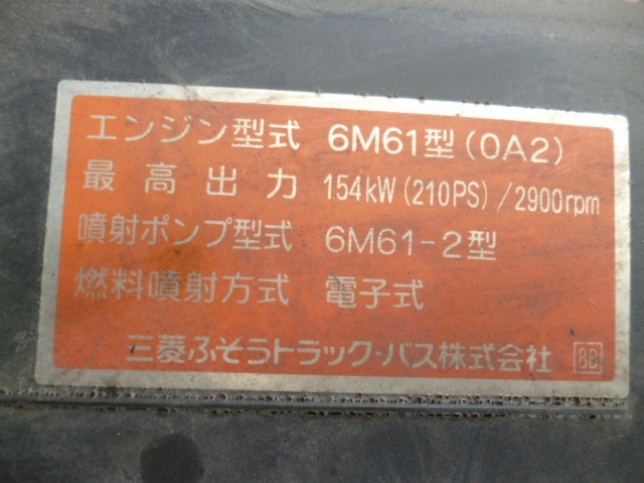 エンジン型式 6M61型(0A2)
最高出力 154kW(210PS)/2900rpm
噴射ポンプ型式 6M61-2型
燃料噴射方式 電子式
三菱ふそうトラック・バス株式会社 8B